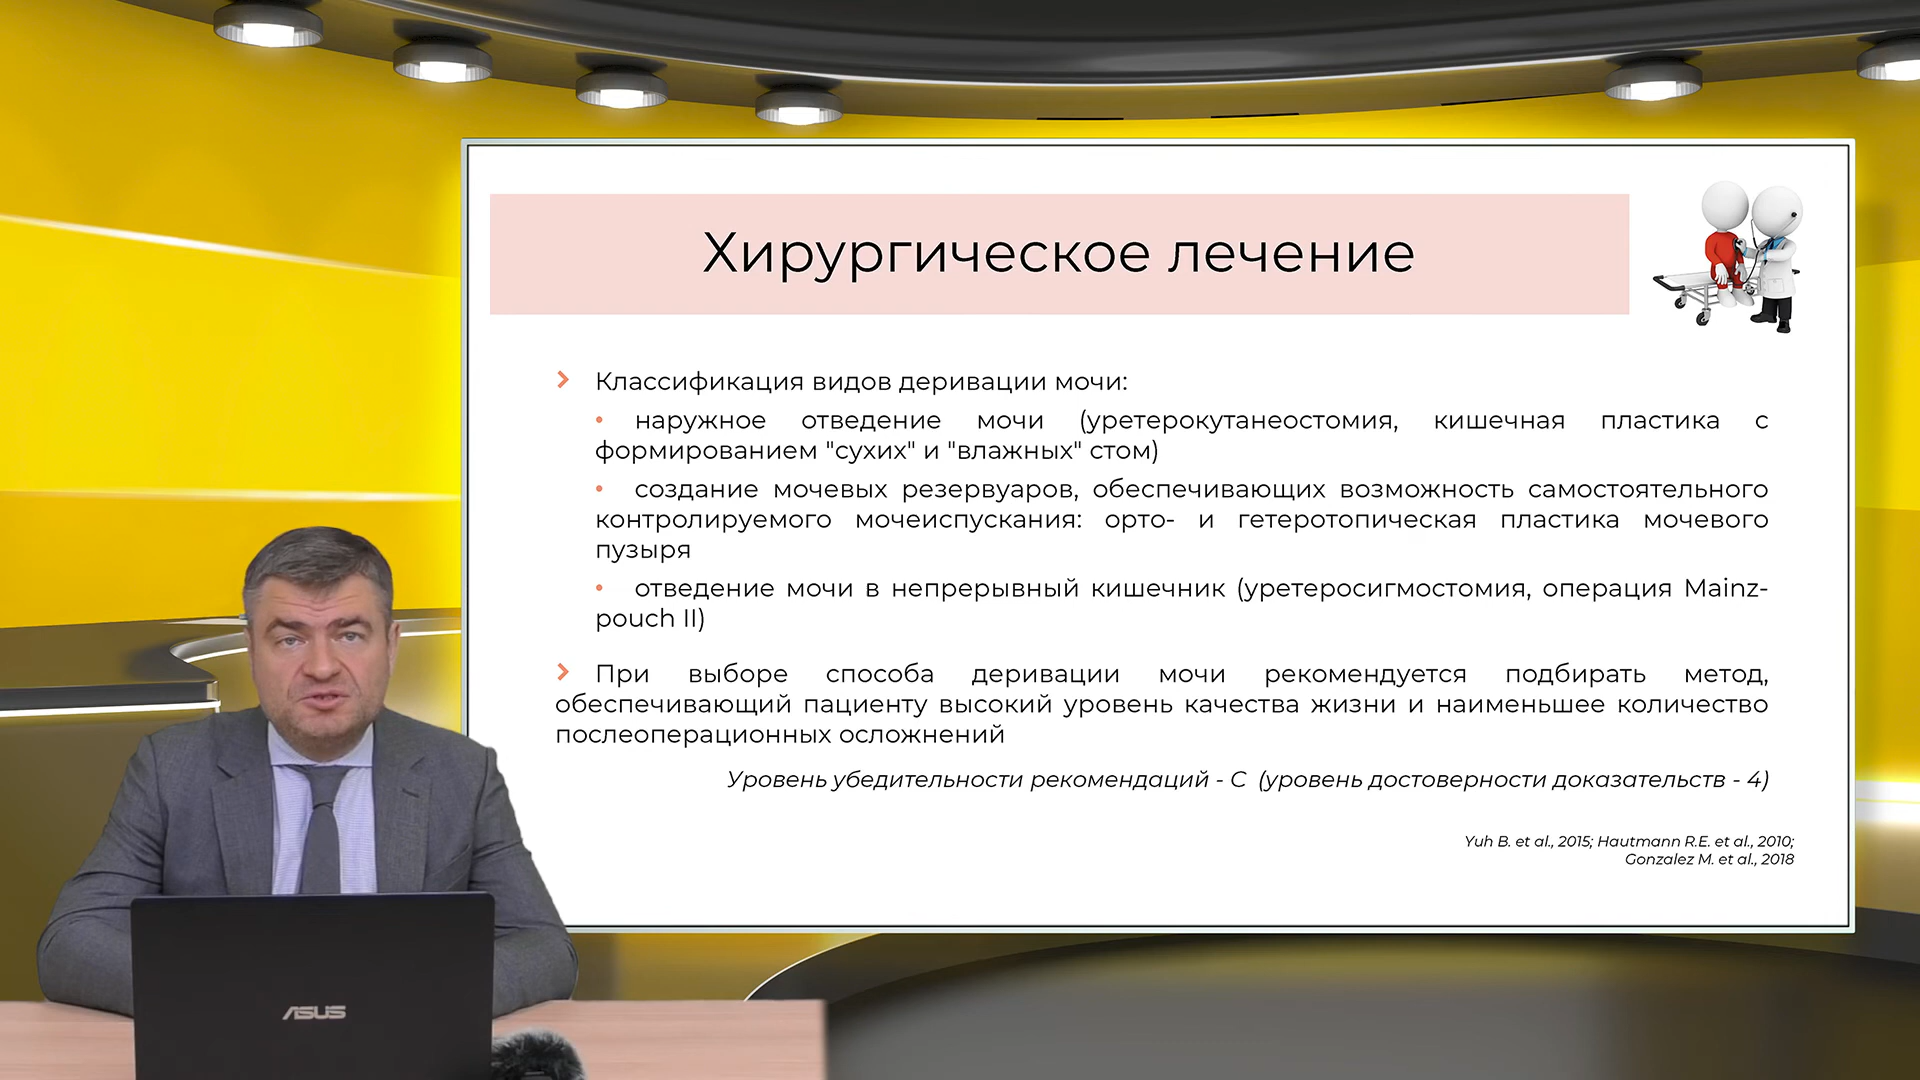 Хирургическое лечение
Классификация видов деривации мочи:
• наружное отведение мочи (уретерокутанеостомия, кишечная пластика с
формированием "сухих" и "влажных" стом)
• создание мочевых резервуаров, обеспечивающих возможность самостоятельного
контролируемого мочеиспускания: орто- и гетеротопическая пластика мочевого
пузыря
• отведение мочи в непрерывный кишечник (уретеросигмостомия, операция Mainz-
pouch II)
При выборе способа деривации мочи рекомендуется подбирать метод,
обеспечивающий пациенту высокий уровень качества жизни и наименьшее количество
послеоперационных осложнений
Уровень убедительности рекомендаций - С (уровень достоверности доказательств - 4)
Yuh B. et al., 2015; Hautmann R.E. et al., 2010;
Gonzalez M. et al., 2018
ASUS